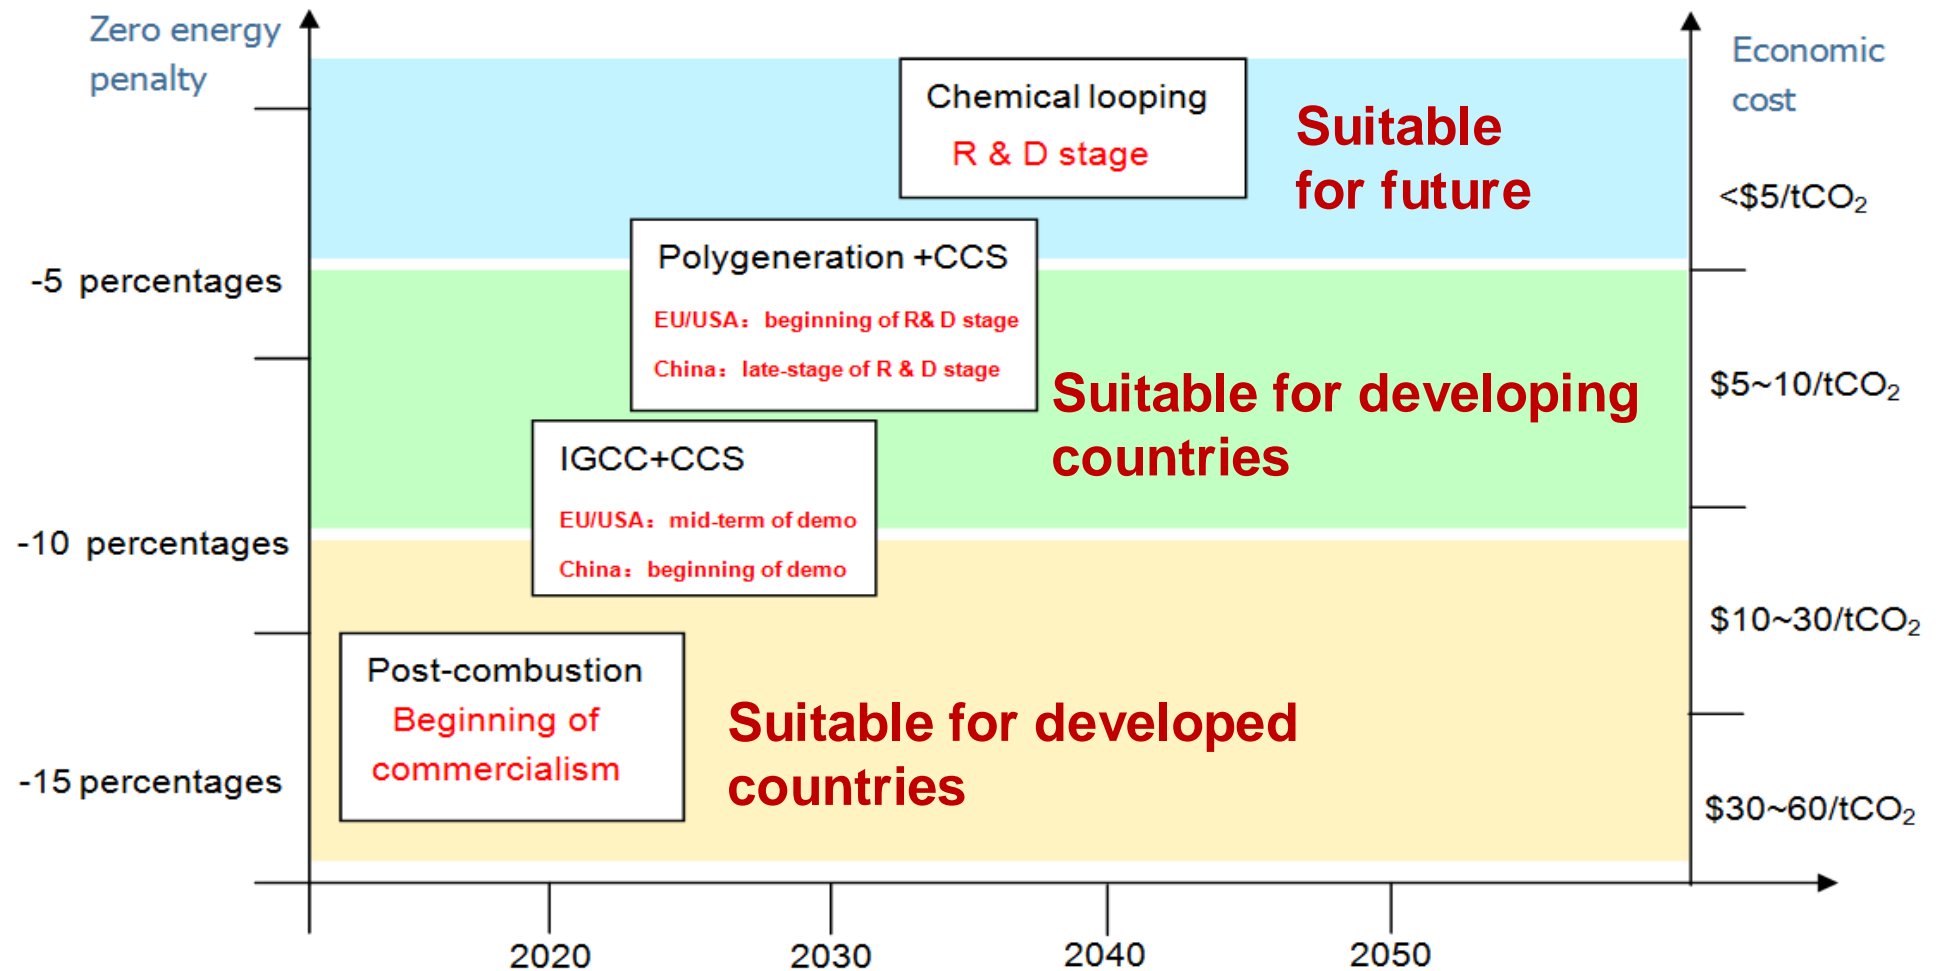 Zero energy
penalty
-5 percentages
-10 percentages
-15 percentages
Chemical looping
R & D stage
Suitable
for future
Polygeneration +CCS
EU/USA：beginning of R& D stage
China：late-stage of R & D stage
Suitable for developing
countries
IGCC+CCS
EU/USA：mid-term of demo
China：beginning of demo
Post-combustion
Beginning of
commercialism
Suitable for developed
countries
Economic
cost
<$5/tCO₂
$5~10/tCO₂
$10~30/tCO₂
$30~60/tCO₂
2020
2030
2040
2050